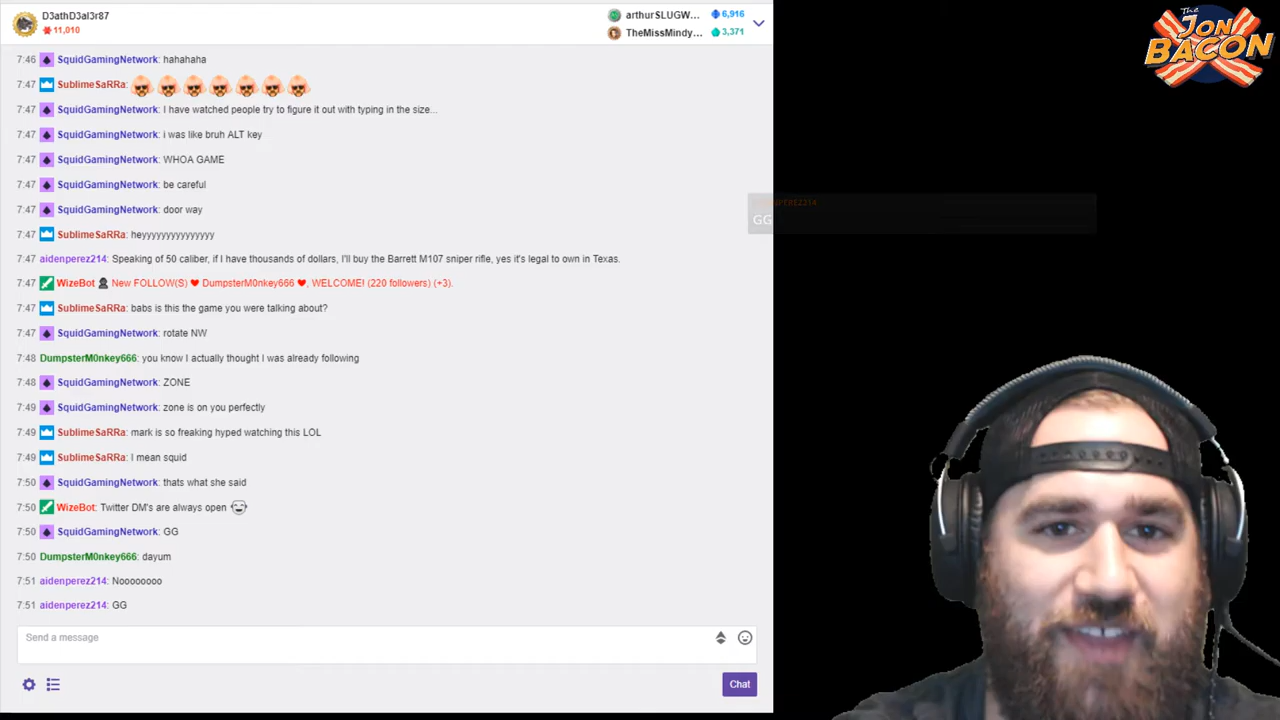 D3athD3al3r87
11,010
arthurSLUGW... 6,916
TheMissMindy... 3,371
The
JON
BACON
7:46 SquidGamingNetwork: hahahaha
7:47 SublimeSaRRa:
7:47 SquidGamingNetwork: I have watched people try to figure it out with typing in the size...
7:47 SquidGamingNetwork: i was like bruh ALT key
7:47 SquidGamingNetwork: WHOA GAME
7:47 SquidGamingNetwork: be careful
7:47 SquidGamingNetwork: door way
7:47 SublimeSaRRa: heyyyyyyyyyyyyyyy
7:47 aidenperez214: Speaking of 50 caliber, if I have thousands of dollars, I'll buy the Barrett M107 sniper rifle, yes it's legal to own in Texas.
7:47 WizeBot New FOLLOW(S) ♥ DumpsterM0nkey666 ♥, WELCOME! (220 followers) (+3).
7:47 SublimeSaRRa: babs is this the game you were talking about?
7:47 SquidGamingNetwork: rotate NW
7:48 DumpsterM0nkey666: you know I actually thought I was already following
7:48 SquidGamingNetwork: ZONE
7:49 SquidGamingNetwork: zone is on you perfectly
7:49 SublimeSaRRa: mark is so freaking hyped watching this LOL
7:49 SublimeSaRRa: I mean squid
7:50 SquidGamingNetwork: thats what she said
7:50 WizeBot: Twitter DM's are always open
7:50 SquidGamingNetwork: GG
7:50 DumpsterM0nkey666: dayum
7:51 aidenperez214: Noooooooo
7:51 aidenperez214: GG
GG
Send a message
Chat